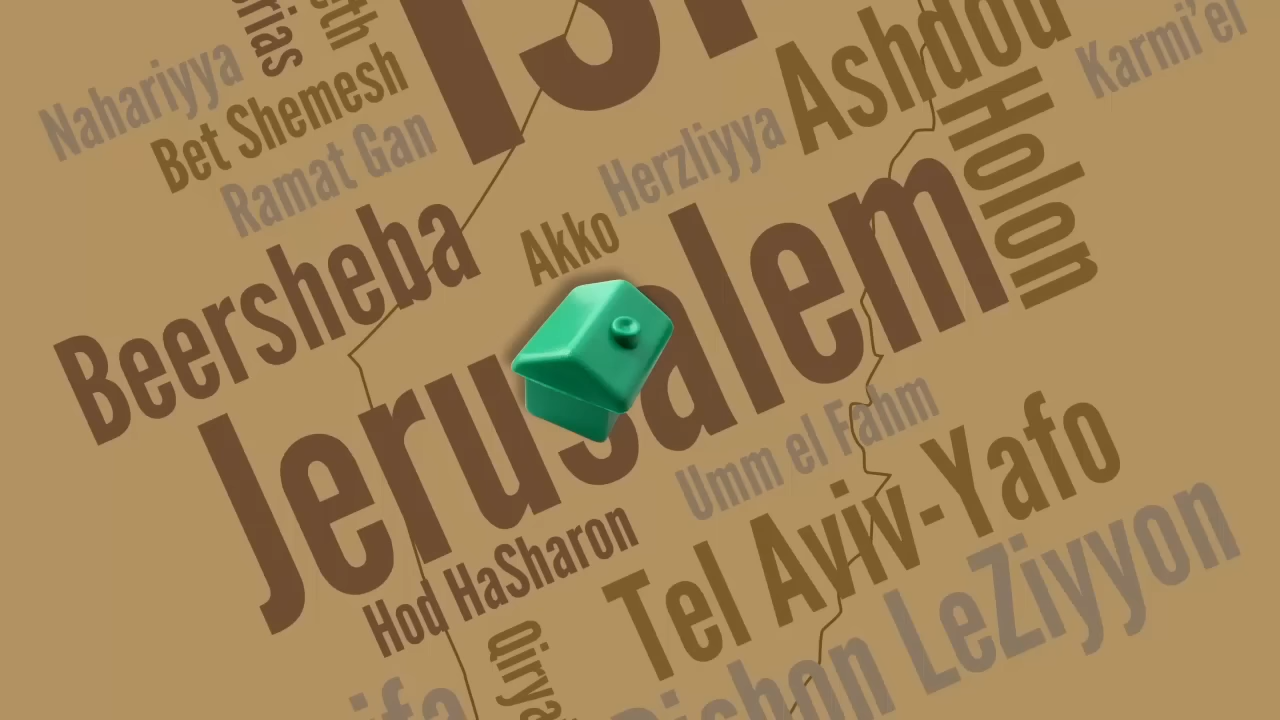 Nahariyya
Bet Shemesh
Ramat Gan
Beersheba
Akko
Herzliyya
Ashdod
Karmi'el
Holon
Jerusalem
Umm el Fahm
Hod HaSharon
Tel Aviv-Yafo
LeZiyyon